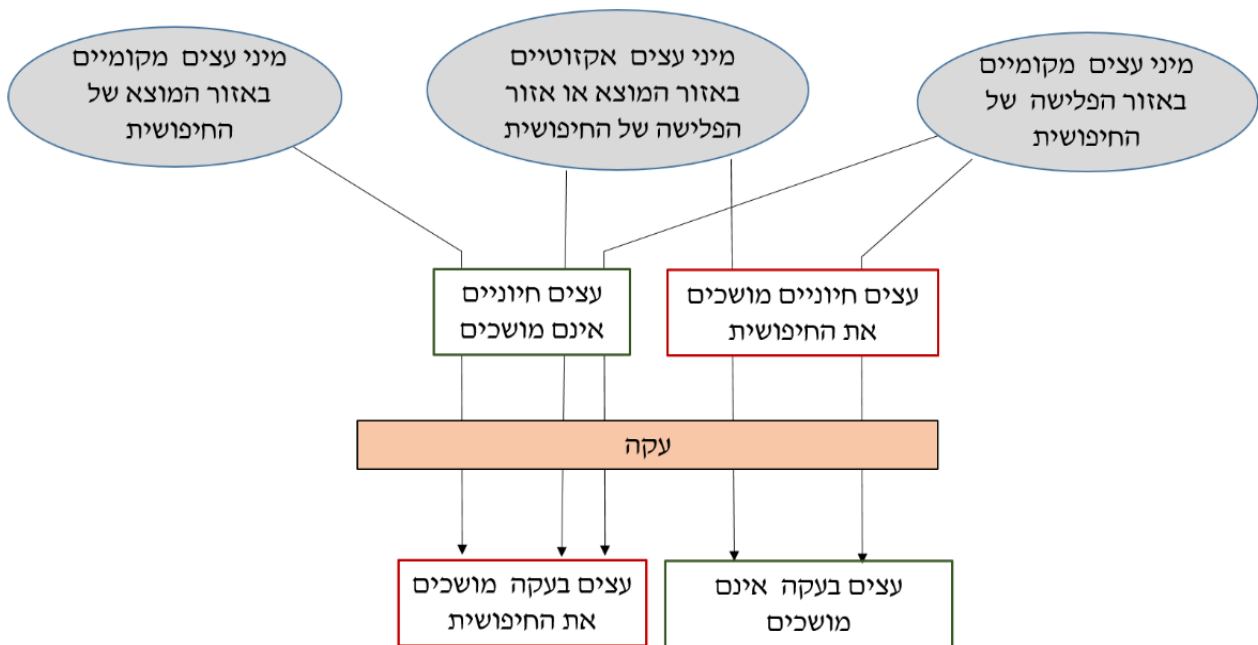 מיני עצים מקומיים
באזור הפלישה של
החיפושית
מיני עצים אקזוטיים
באזור המוצא או אזור
הפלישה של החיפושית
מיני עצים מקומיים
באזור המוצא של
החיפושית
עצים חיוניים מושכים
את החיפושית
עצים חיוניים
אינם מושכים
עקה
עצים בעקה אינם
מושכים
עצים בעקה מושכים
את החיפושית